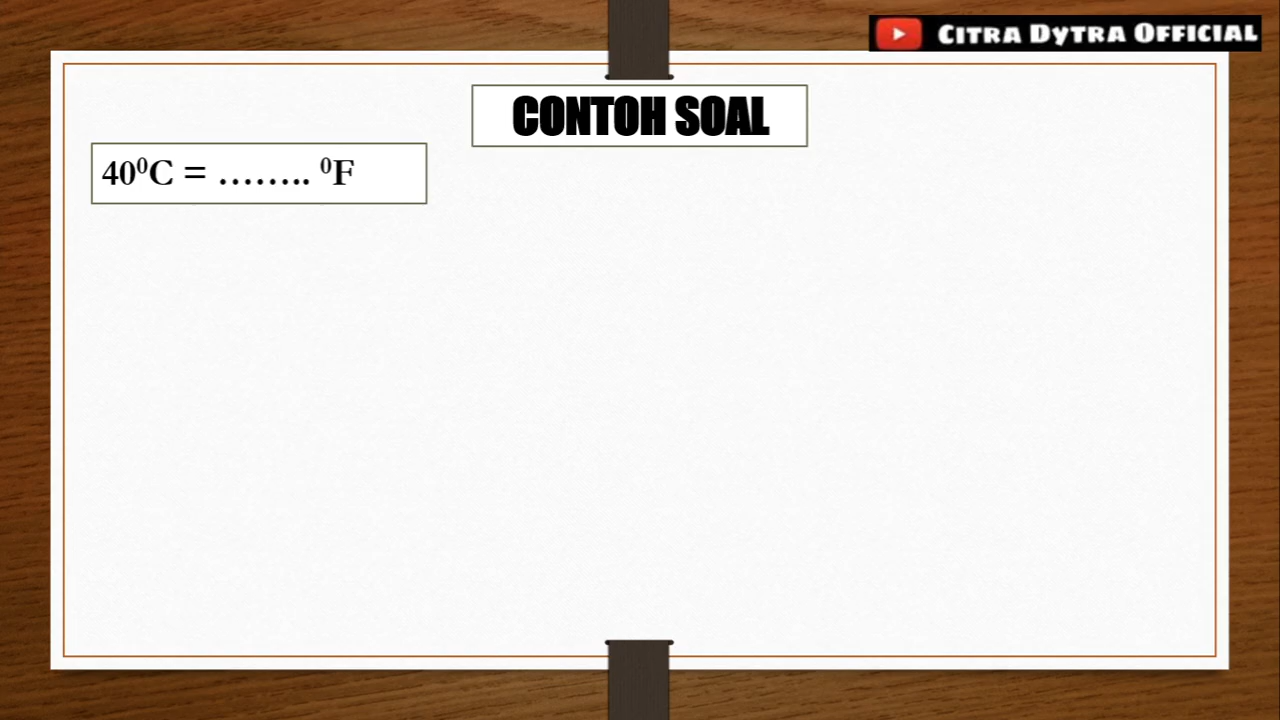 CITRA DYTRA OFFICIAL
CONTOH SOAL
40⁰C = …….. ⁰F